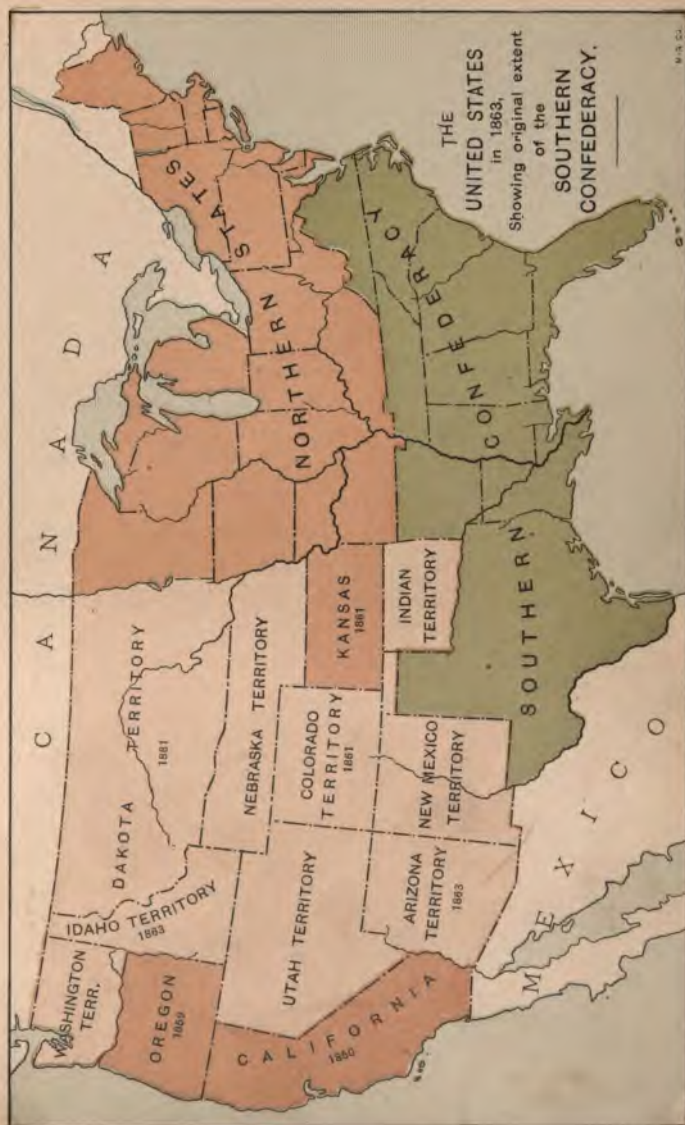 THE
UNITED STATES
in 1863,
Showing original extent
of the
SOUTHERN
CONFEDERACY.
CANADA
WASHINGTON
TERR.
OREGON
1859
CALIFORNIA
1850
IDAHO TERRITORY
1863
DAKOTA TERRITORY
1861
NEBRASKA TERRITORY
UTAH TERRITORY
COLORADO
TERRITORY
1861
KANSAS
1861
ARIZONA
TERRITORY
1863
NEW MEXICO
TERRITORY
INDIAN
TERRITORY
NORTHERN STATES
SOUTHERN CONFEDERACY
MEXICO